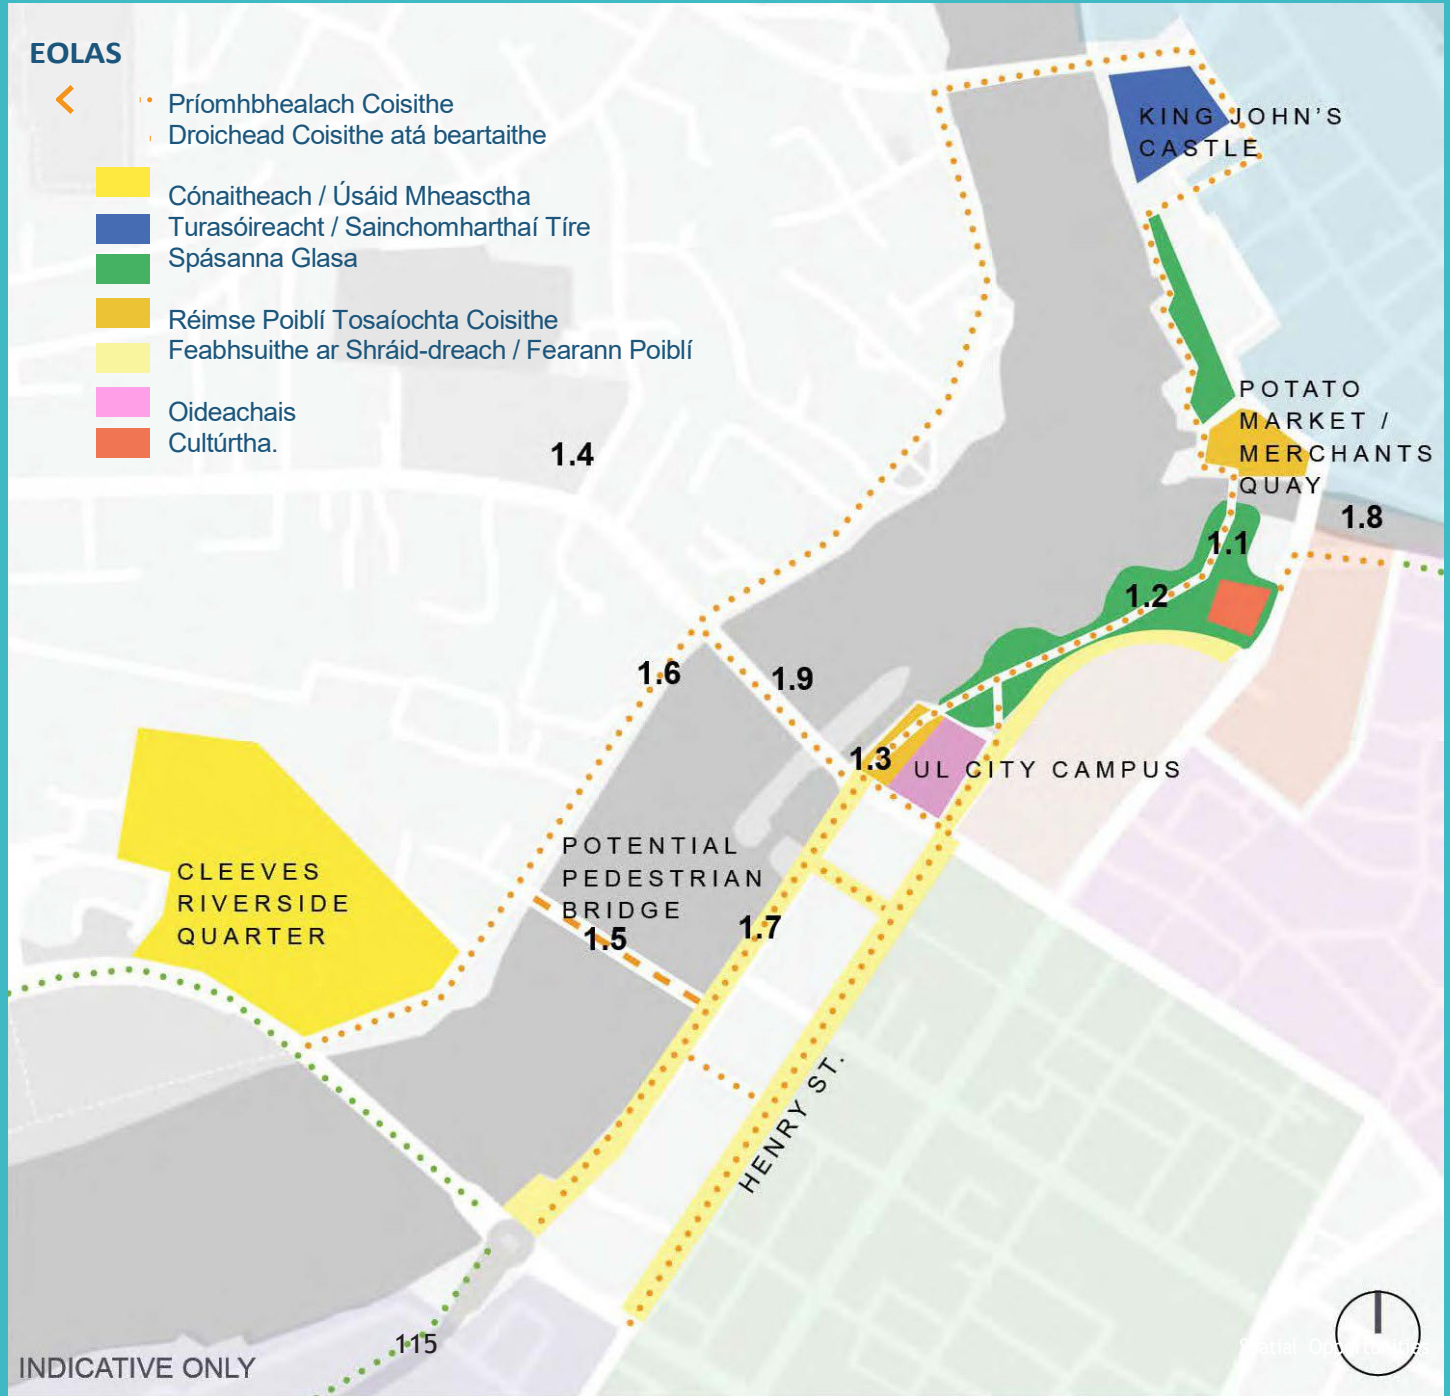 EOLAS
Príomhbhealach Coisithe
Droichead Coisithe atá beartaithe
Cónaitheach / Úsáid Mheasctha
Turasóireacht / Sainchomharthaí Tíre
Spásanna Glasa
Réimse Poiblí Tosaíochta Coisithe
Feabhsuithe ar Shráid-dreach / Fearann Poiblí
Oideachais
Cultúrtha.
KING JOHN'S
CASTLE
POTATO
MARKET /
MERCHANTS
QUAY
1.4
1.8
1.1
1.2
1.6
1.9
1.3
UL CITY CAMPUS
POTENTIAL
PEDESTRIAN
BRIDGE
1.5
1.7
CLEEVES
RIVERSIDE
QUARTER
HENRY ST.
115
INDICATIVE ONLY
Spatial Opportunities